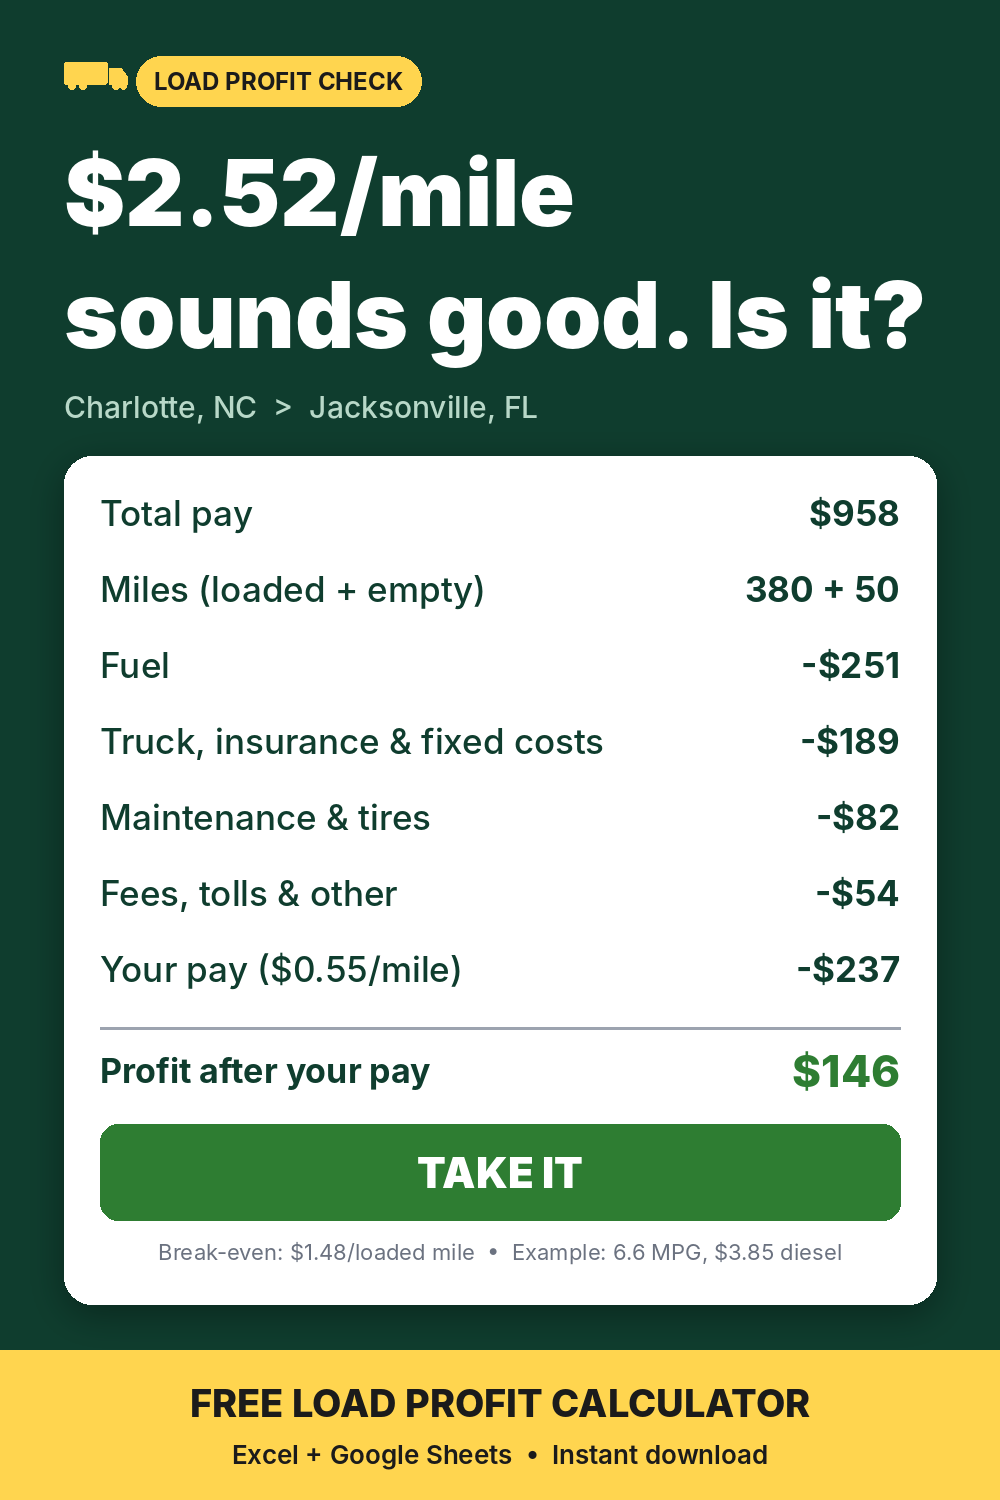 LOAD PROFIT CHECK
$2.52/mile
sounds good. Is it?
Charlotte, NC > Jacksonville, FL
Total pay $958
Miles (loaded + empty) 380 + 50
Fuel -$251
Truck, insurance & fixed costs -$189
Maintenance & tires -$82
Fees, tolls & other -$54
Your pay ($0.55/mile) -$237
Profit after your pay $146
TAKE IT
Break-even: $1.48/loaded mile • Example: 6.6 MPG, $3.85 diesel
FREE LOAD PROFIT CALCULATOR
Excel + Google Sheets • Instant download